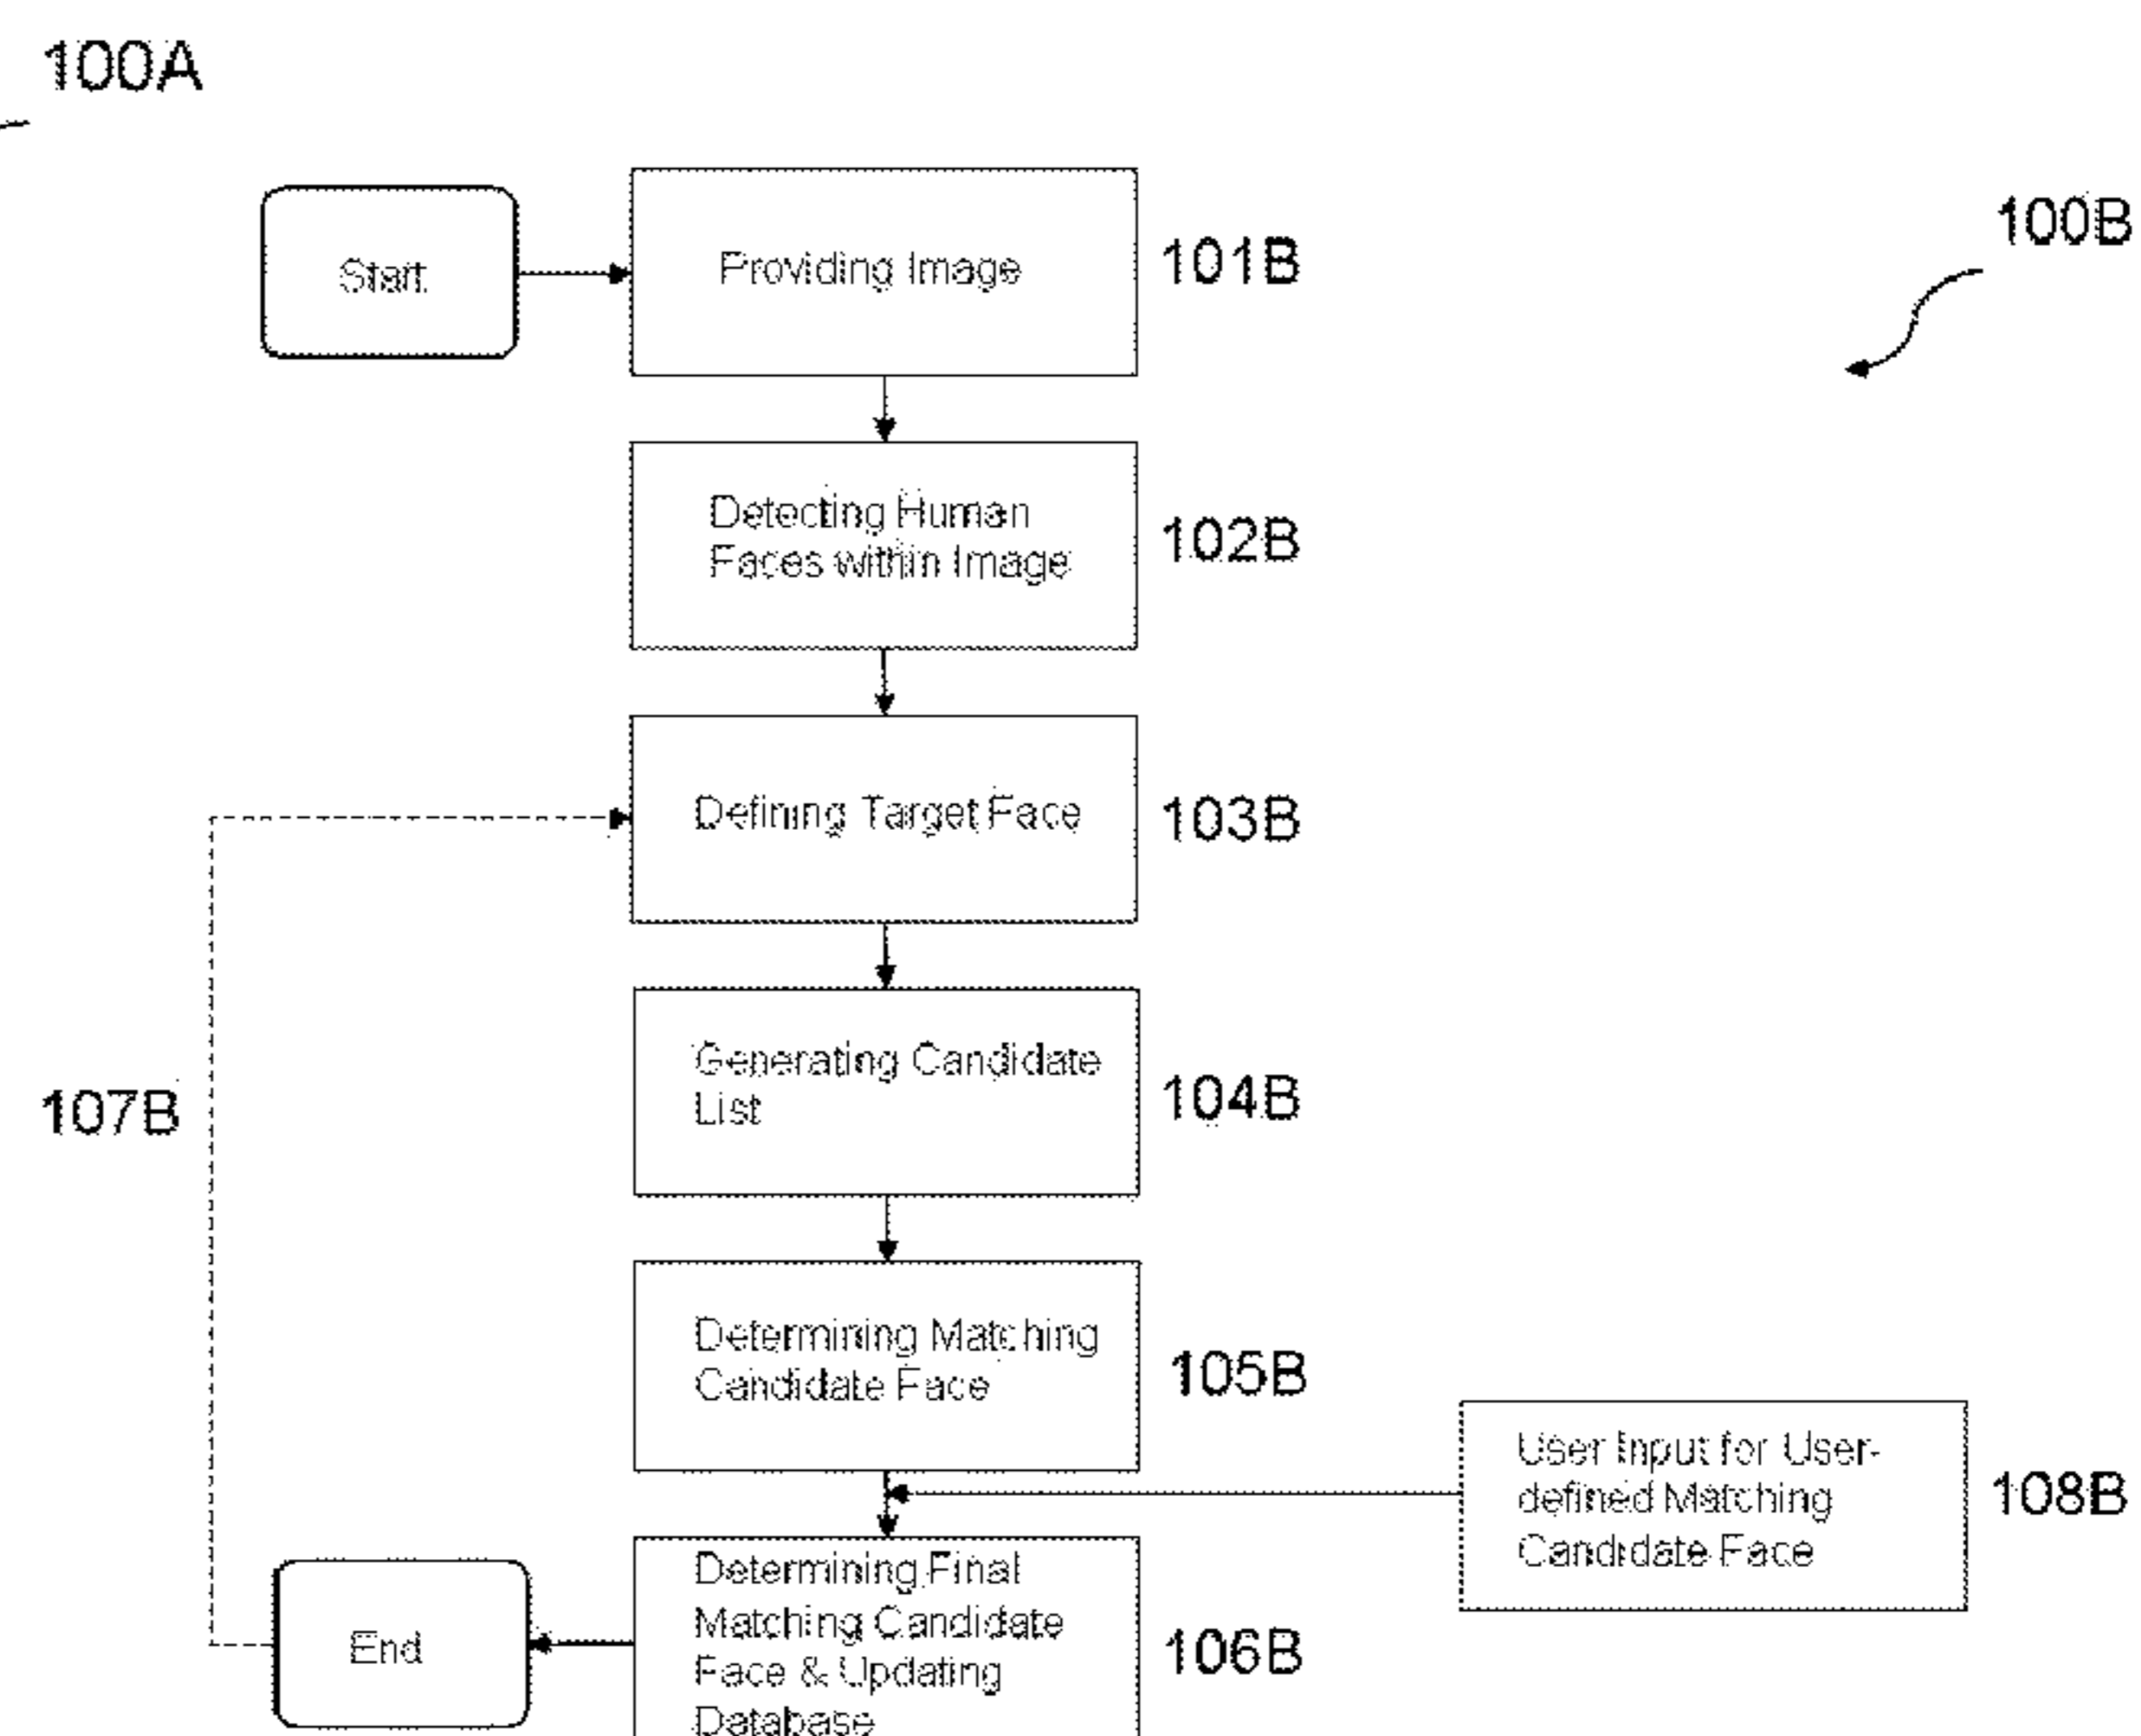 100A
100B
Start
Providing Image
101B
Detecting Human
Faces within Image
102B
Defining Target Face
103B
Generating Candidate
List
104B
107B
Determining Matching
Candidate Face
105B
User Input for User-
defined Matching
Candidate Face
108B
Determining Final
Matching Candidate
Face & Updating
Database
106B
End